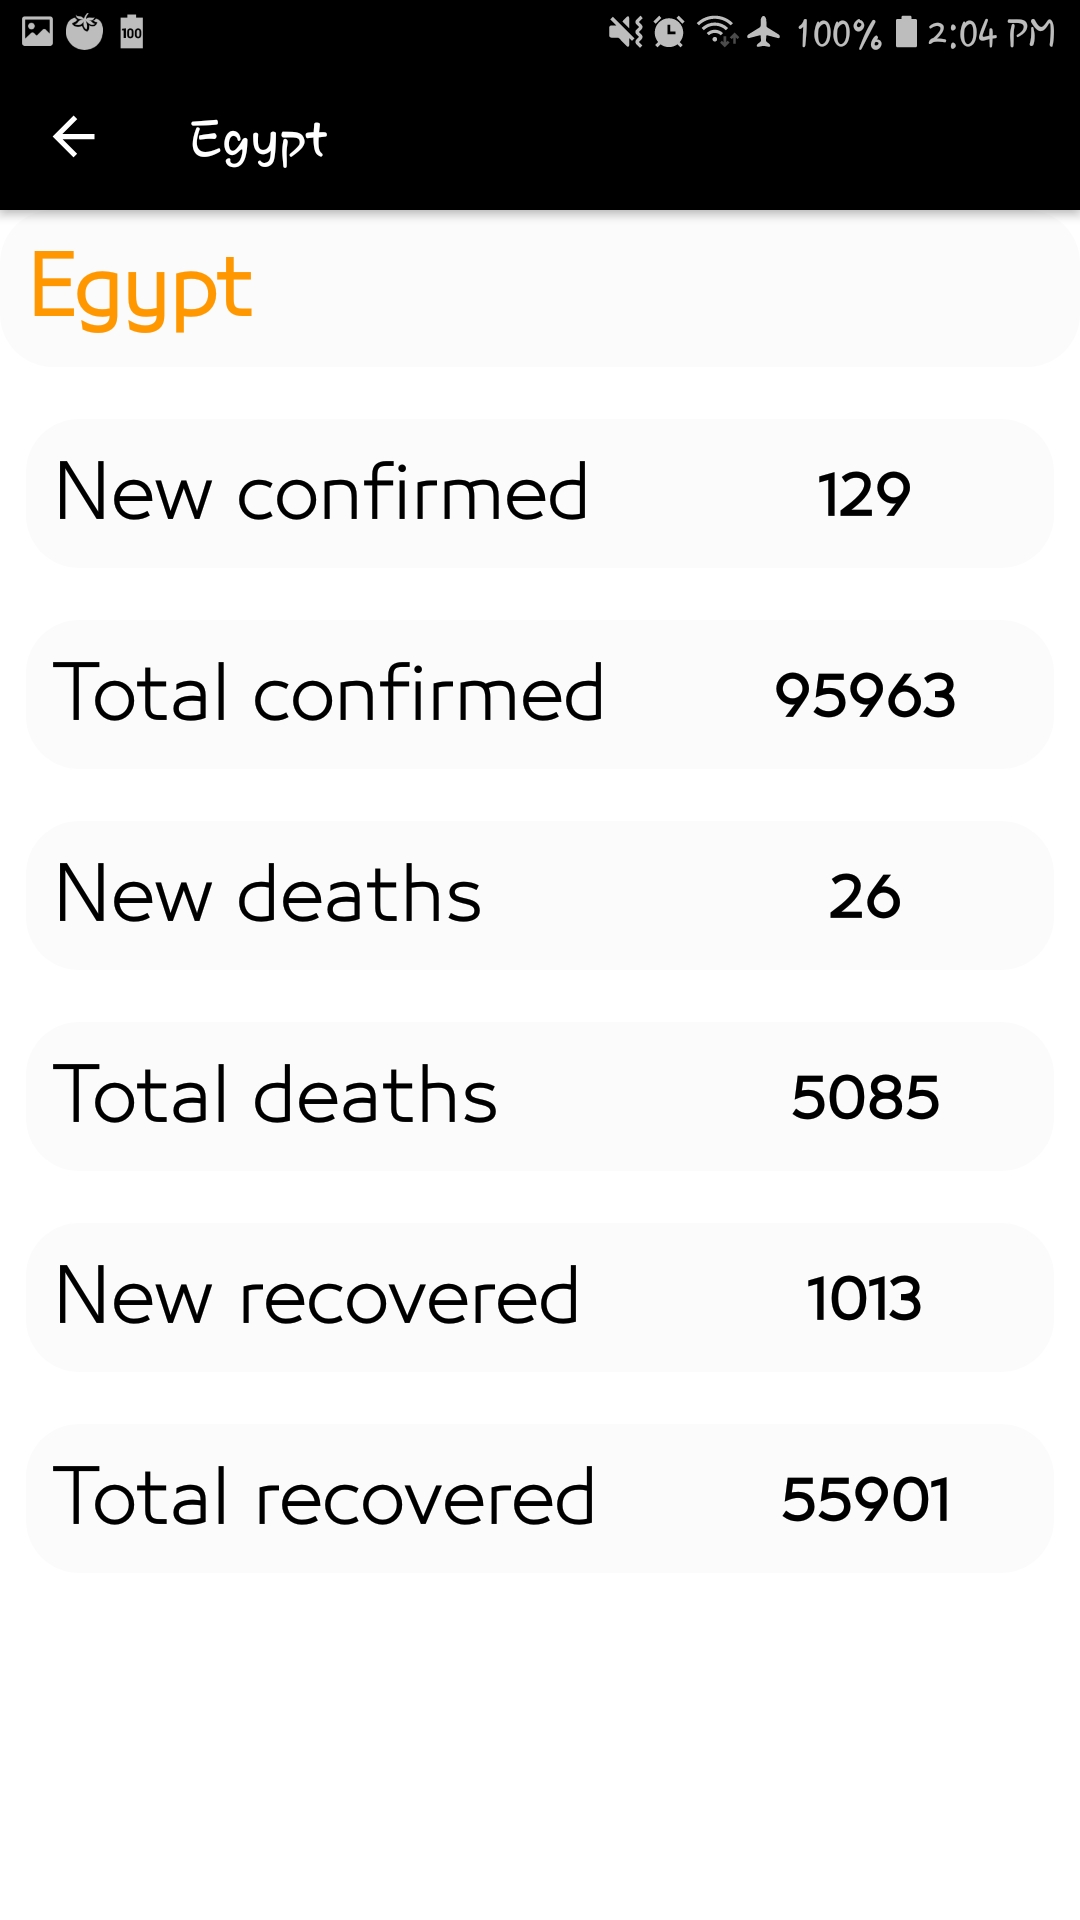 100 100% 2:04 PM
Egypt
Egypt
New confirmed 129
Total confirmed 95963
New deaths 26
Total deaths 5085
New recovered 1013
Total recovered 55901